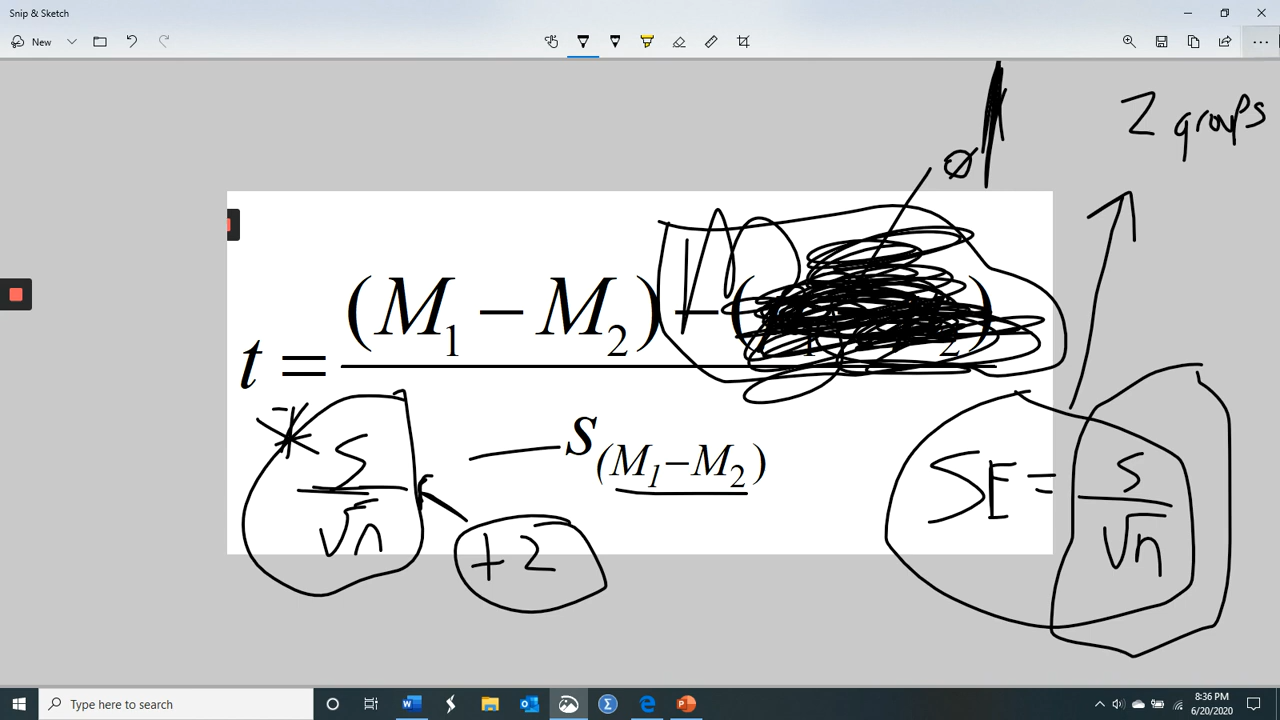 Snip & Sketch
New
2 groups
Ø
t = (M1 − M2) − ( 2)
s(M1−M2)
s
√n
+2
SE = s
√n
Type here to search
8:36 PM
6/20/2020